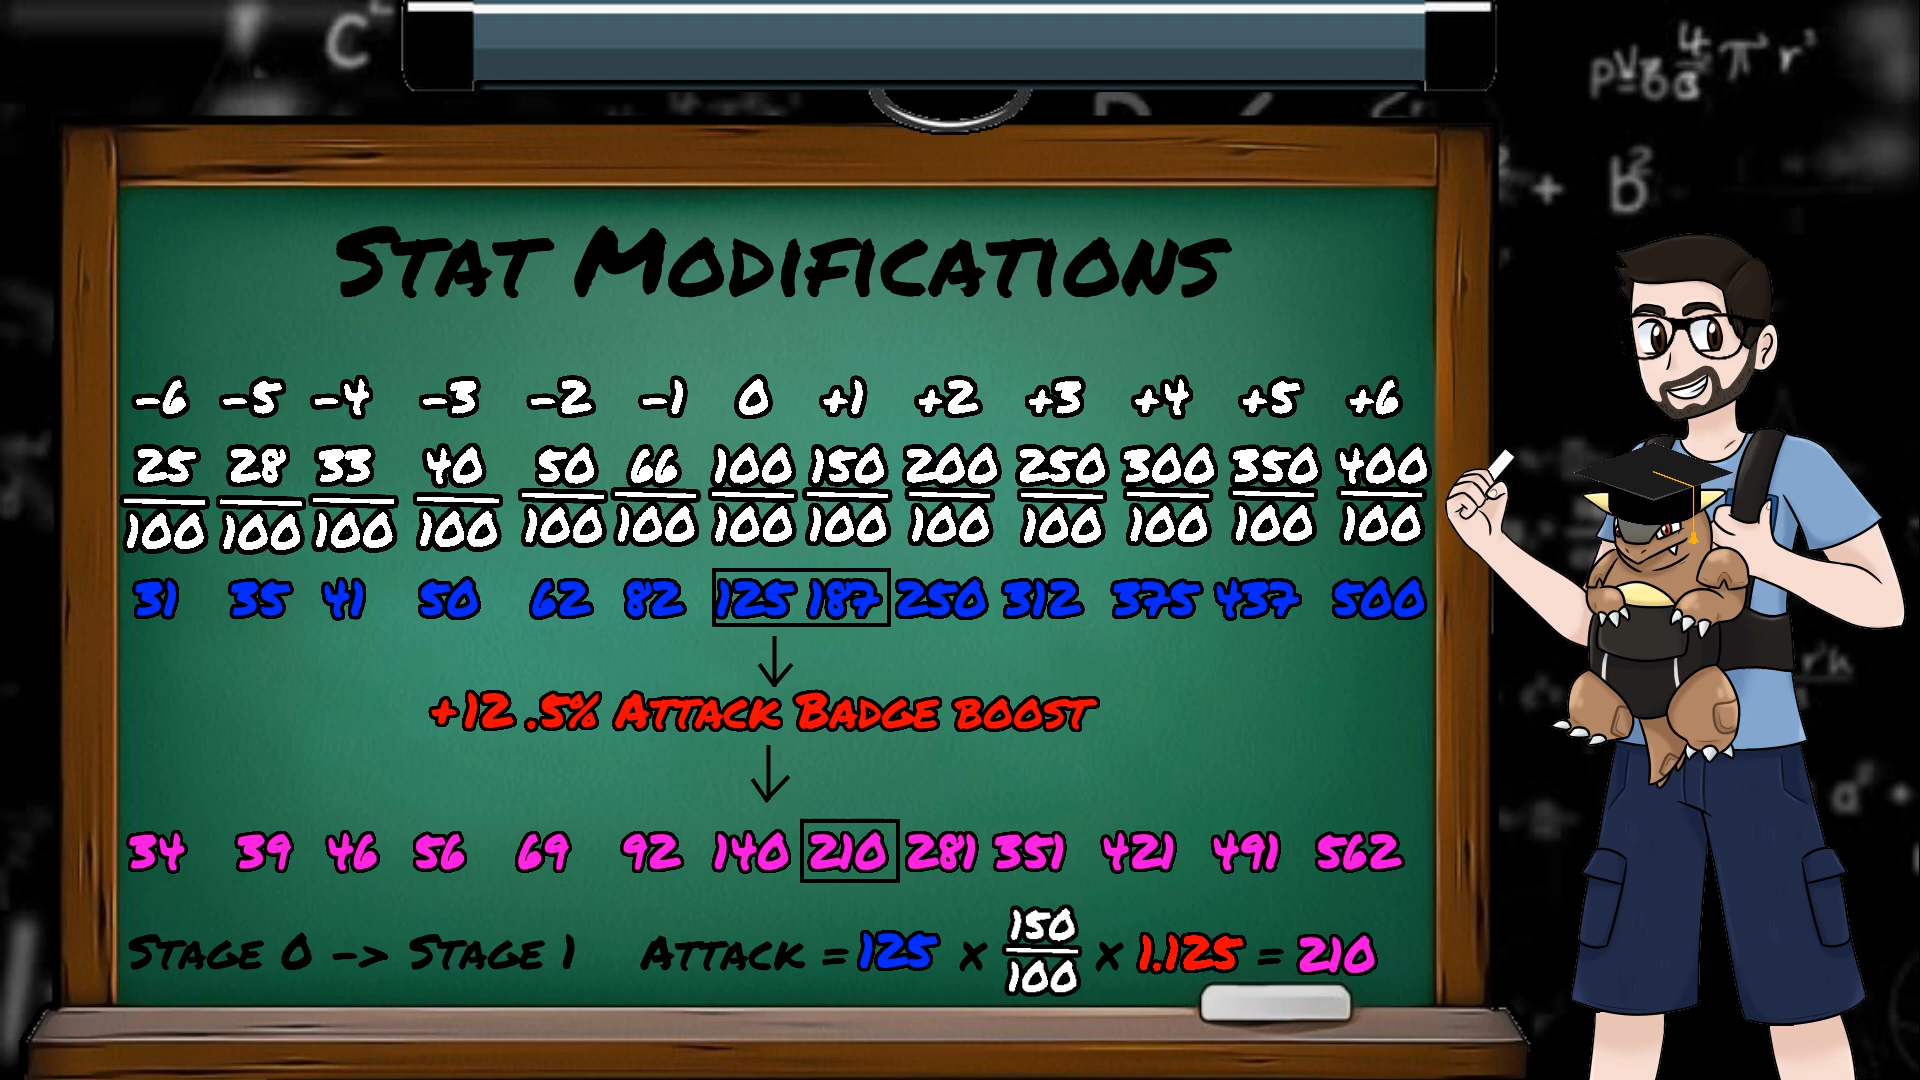 C
4/3 π r³
+ b²
STAT MODIFICATIONS
-6 -5 -4 -3 -2 -1 0 +1 +2 +3 +4 +5 +6
25 28 33 40 50 66 100 150 200 250 300 350 400
100 100 100 100 100 100 100 100 100 100 100 100 100
31 35 41 50 62 82 125 187 250 312 375 437 500
+12.5% ATTACK BADGE BOOST
34 39 46 56 69 92 140 210 281 351 421 491 562
STAGE 0 -> STAGE 1 ATTACK = 125 x 150/100 x 1.125 = 210